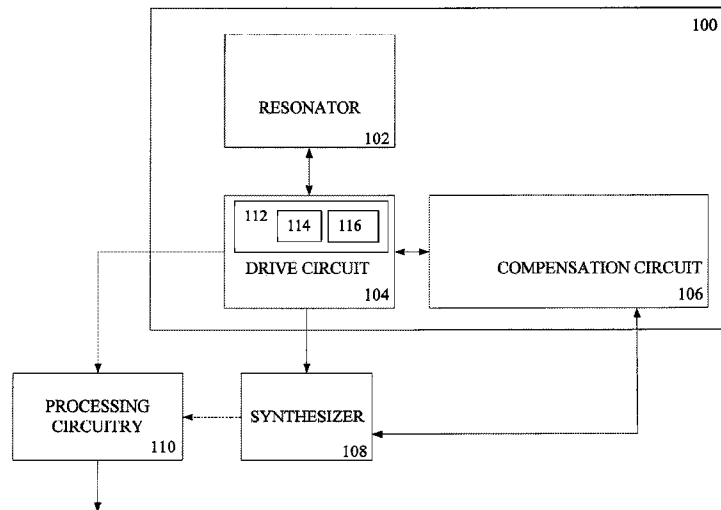 100
RESONATOR
102
112
114
116
DRIVE CIRCUIT
104
COMPENSATION CIRCUIT
106
PROCESSING
CIRCUITRY
110
SYNTHESIZER
108